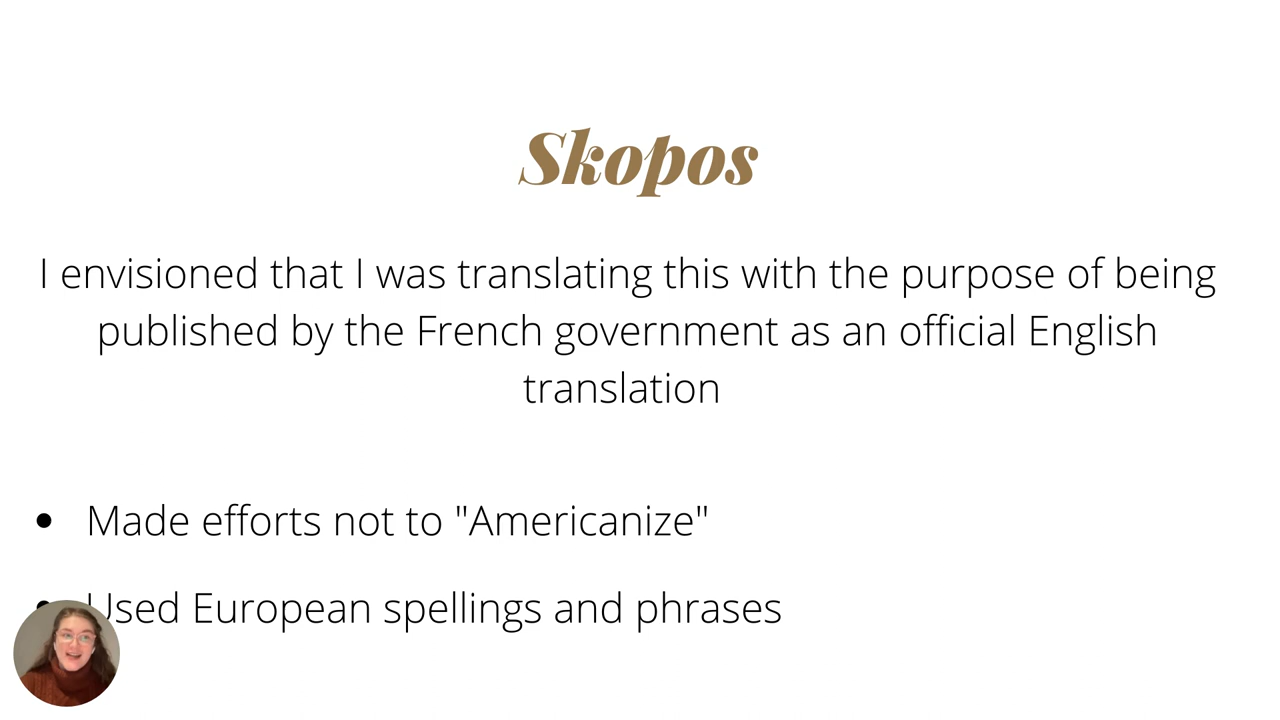 Skopos
I envisioned that I was translating this with the purpose of being
published by the French government as an official English
translation
• Made efforts not to "Americanize"
• Used European spellings and phrases